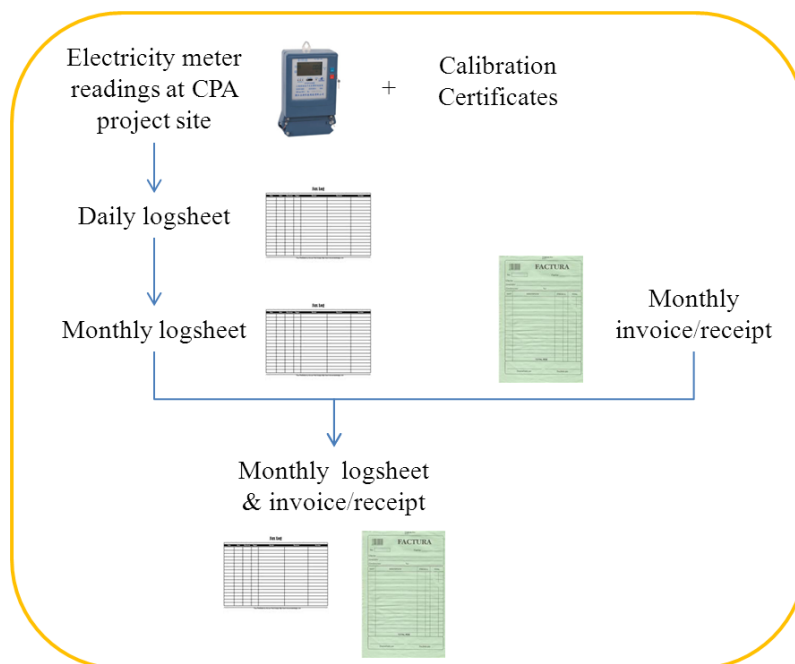 Electricity meter
readings at CPA
project site
+
Calibration
Certificates
Daily logsheet
Monthly logsheet
FACTURA
Monthly
invoice/receipt
Monthly logsheet
& invoice/receipt
FACTURA